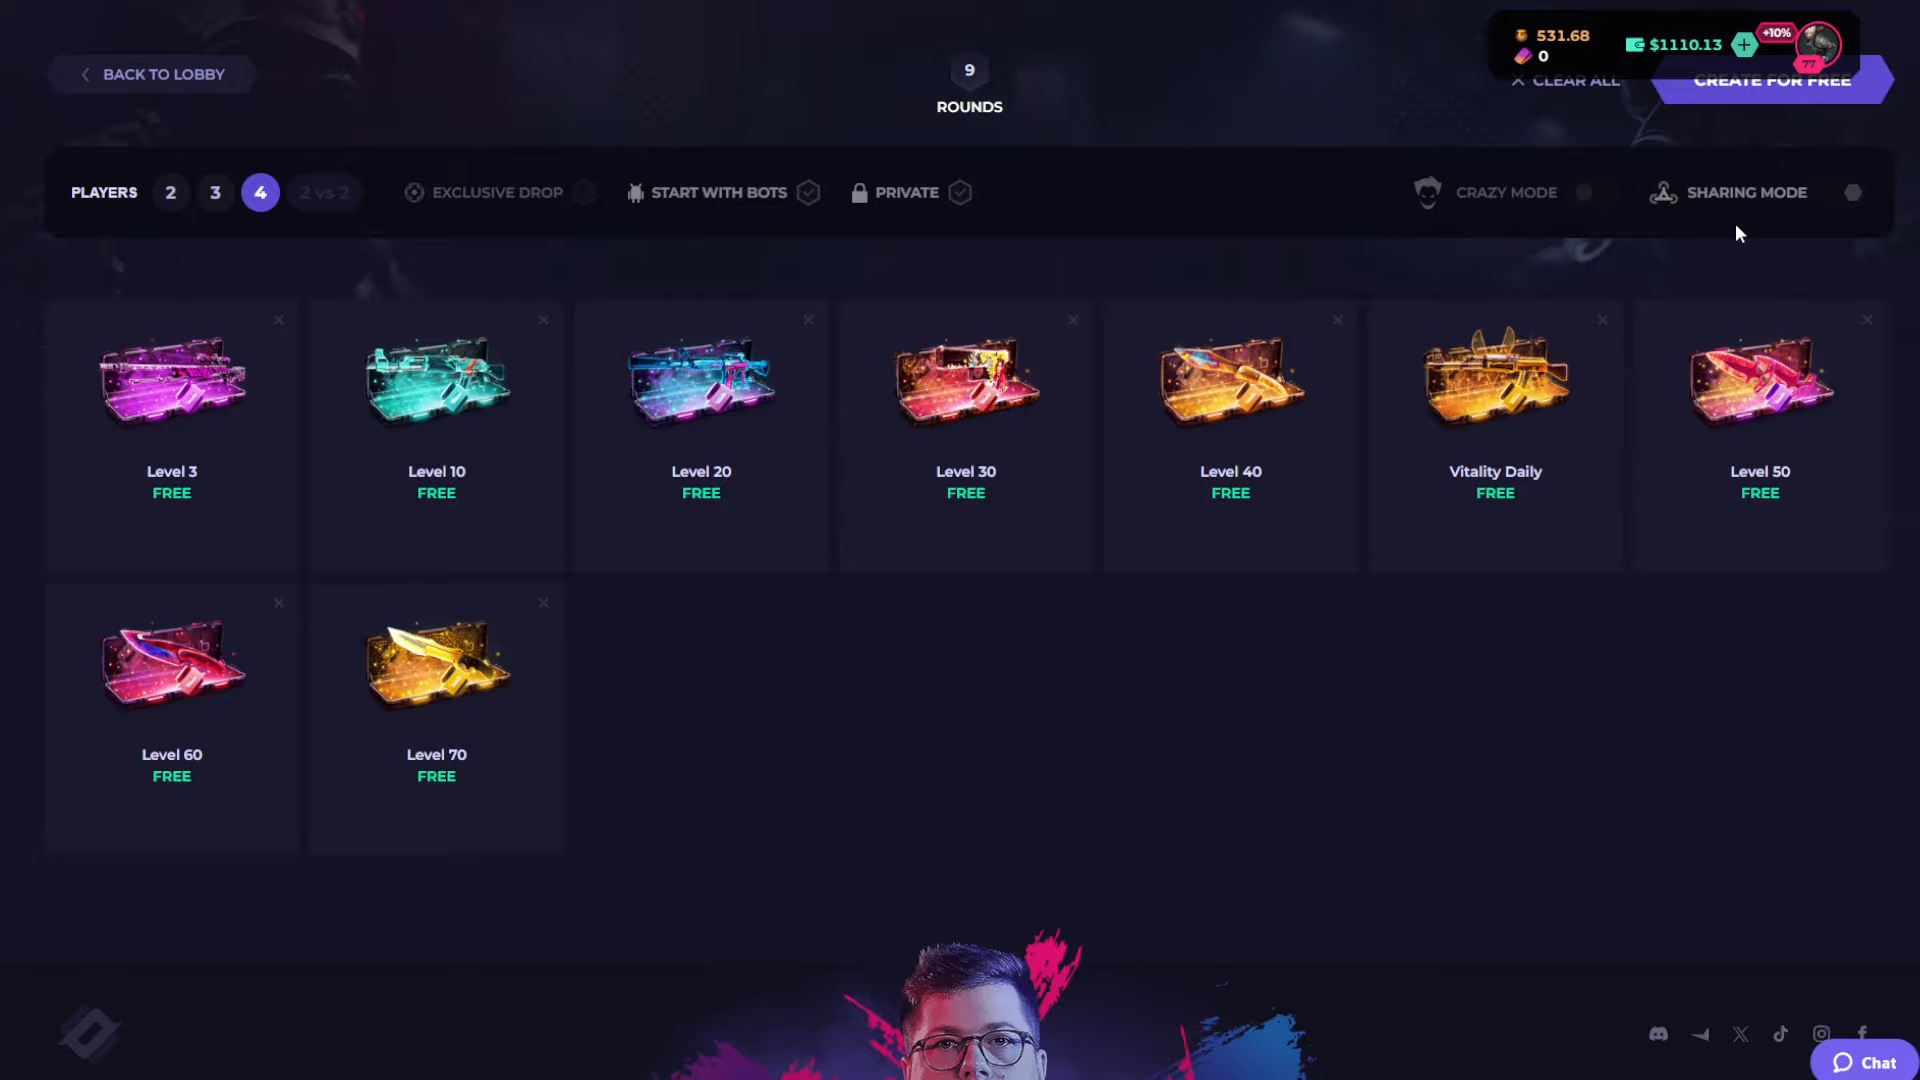 531.68
0
$1110.13
+10%
77
BACK TO LOBBY
9
ROUNDS
CLEAR ALL
CREATE FOR FREE
PLAYERS 2 3 4 2 vs 2
EXCLUSIVE DROP
START WITH BOTS
PRIVATE
CRAZY MODE
SHARING MODE
Level 3
FREE
Level 10
FREE
Level 20
FREE
Level 30
FREE
Level 40
FREE
Vitality Daily
FREE
Level 50
FREE
Level 60
FREE
Level 70
FREE
Chat